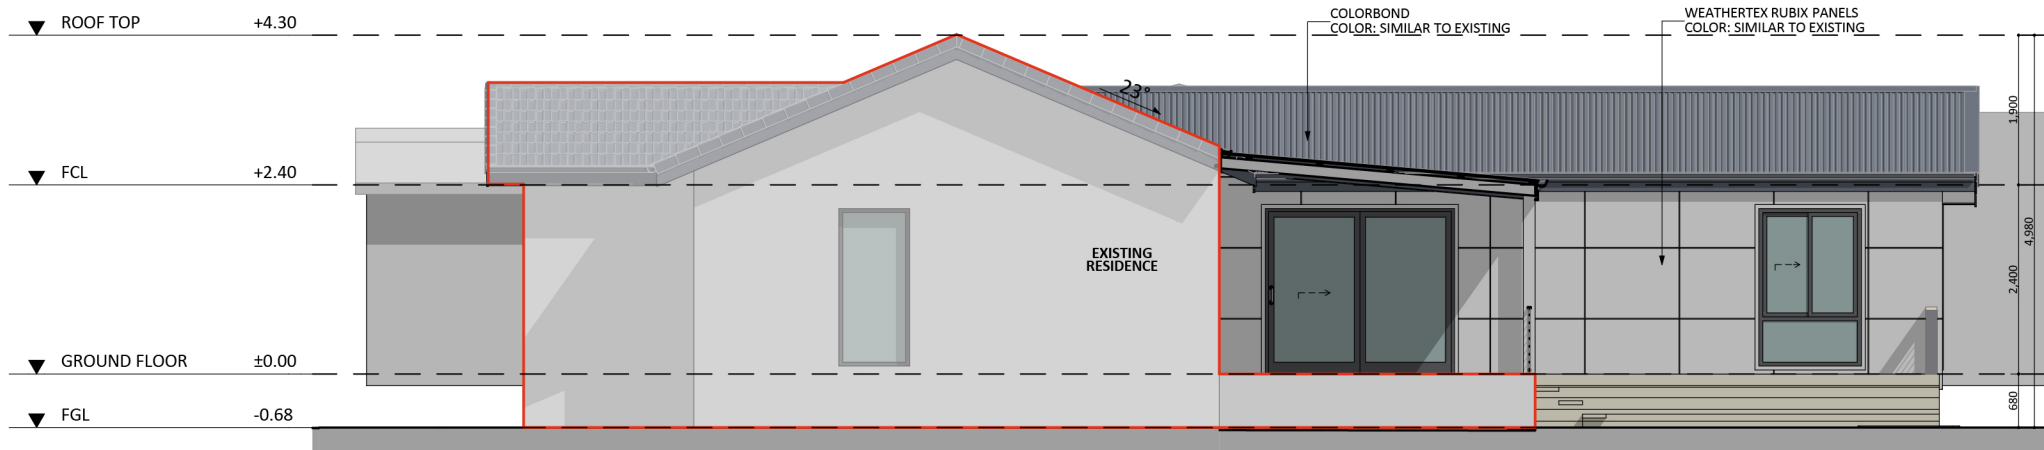 ROOF TOP +4.30
COLORBOND
COLOR: SIMILAR TO EXISTING
WEATHERTEX RUBIX PANELS
COLOR: SIMILAR TO EXISTING
23°
1,900
FCL +2.40
4,980
EXISTING
RESIDENCE
2,400
GROUND FLOOR ±0.00
680
FGL -0.68